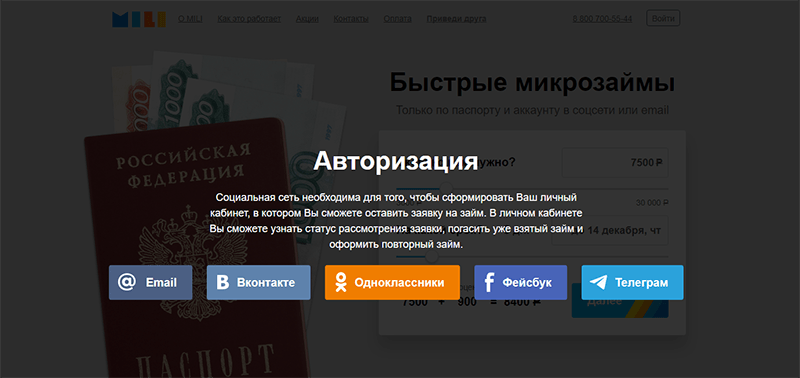 MILI
О MILI Как это работает Акции Контакты Оплата Приведи друга 8 800 700-55-44 Войти
Быстрые микрозаймы
Только по паспорту и аккаунту в соцсети или email
РОССИЙСКАЯ
ФЕДЕРАЦИЯ
ПАСПОРТ
нужно? 7500 ₽
30 000 ₽
14 декабря, чт
7500 + 900 = 8400 ₽
Далее
Авторизация
Социальная сеть необходима для того, чтобы сформировать Ваш личный
кабинет, в котором Вы сможете оставить заявку на займ. В личном кабинете
Вы сможете узнать статус рассмотрения заявки, погасить уже взятый займ и
оформить повторный займ.
Email Вконтакте Одноклассники Фейсбук Телеграм